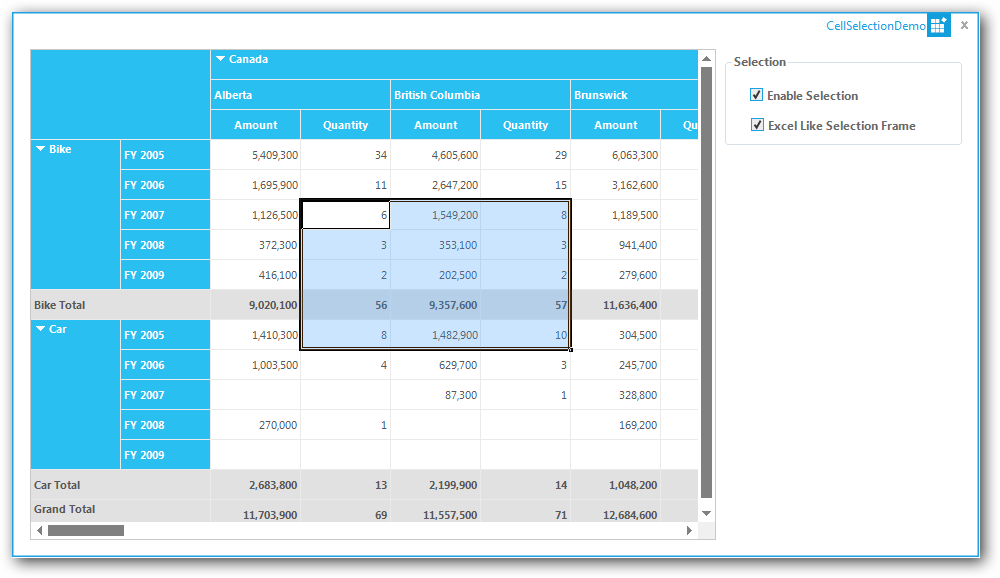 CellSelectionDemo x
Canada
Alberta British Columbia Brunswick
Amount Quantity Amount Quantity Amount Qu
Bike FY 2005 5,409,300 34 4,605,600 29 6,063,300
FY 2006 1,695,900 11 2,647,200 15 3,162,600
FY 2007 1,126,500 6 1,549,200 8 1,189,500
FY 2008 372,300 3 353,100 3 941,400
FY 2009 416,100 2 202,500 2 279,600
Bike Total 9,020,100 56 9,357,600 57 11,636,400
Car FY 2005 1,410,300 8 1,482,900 10 304,500
FY 2006 1,003,500 4 629,700 3 245,700
FY 2007 87,300 1 328,800
FY 2008 270,000 1 169,200
FY 2009
Car Total 2,683,800 13 2,199,900 14 1,048,200
Grand Total 11,703,900 69 11,557,500 71 12,684,600
Selection
Enable Selection
Excel Like Selection Frame